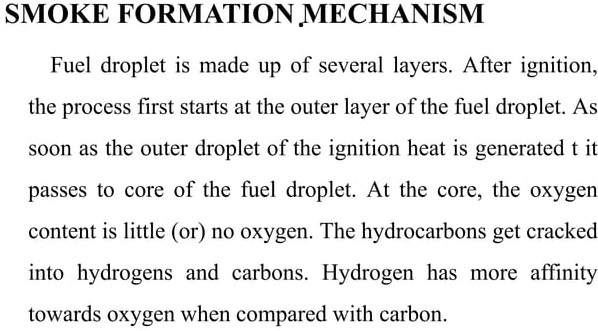 SMOKE FORMATION MECHANISM
Fuel droplet is made up of several layers. After ignition,
the process first starts at the outer layer of the fuel droplet. As
soon as the outer droplet of the ignition heat is generated t it
passes to core of the fuel droplet. At the core, the oxygen
content is little (or) no oxygen. The hydrocarbons get cracked
into hydrogens and carbons. Hydrogen has more affinity
towards oxygen when compared with carbon.